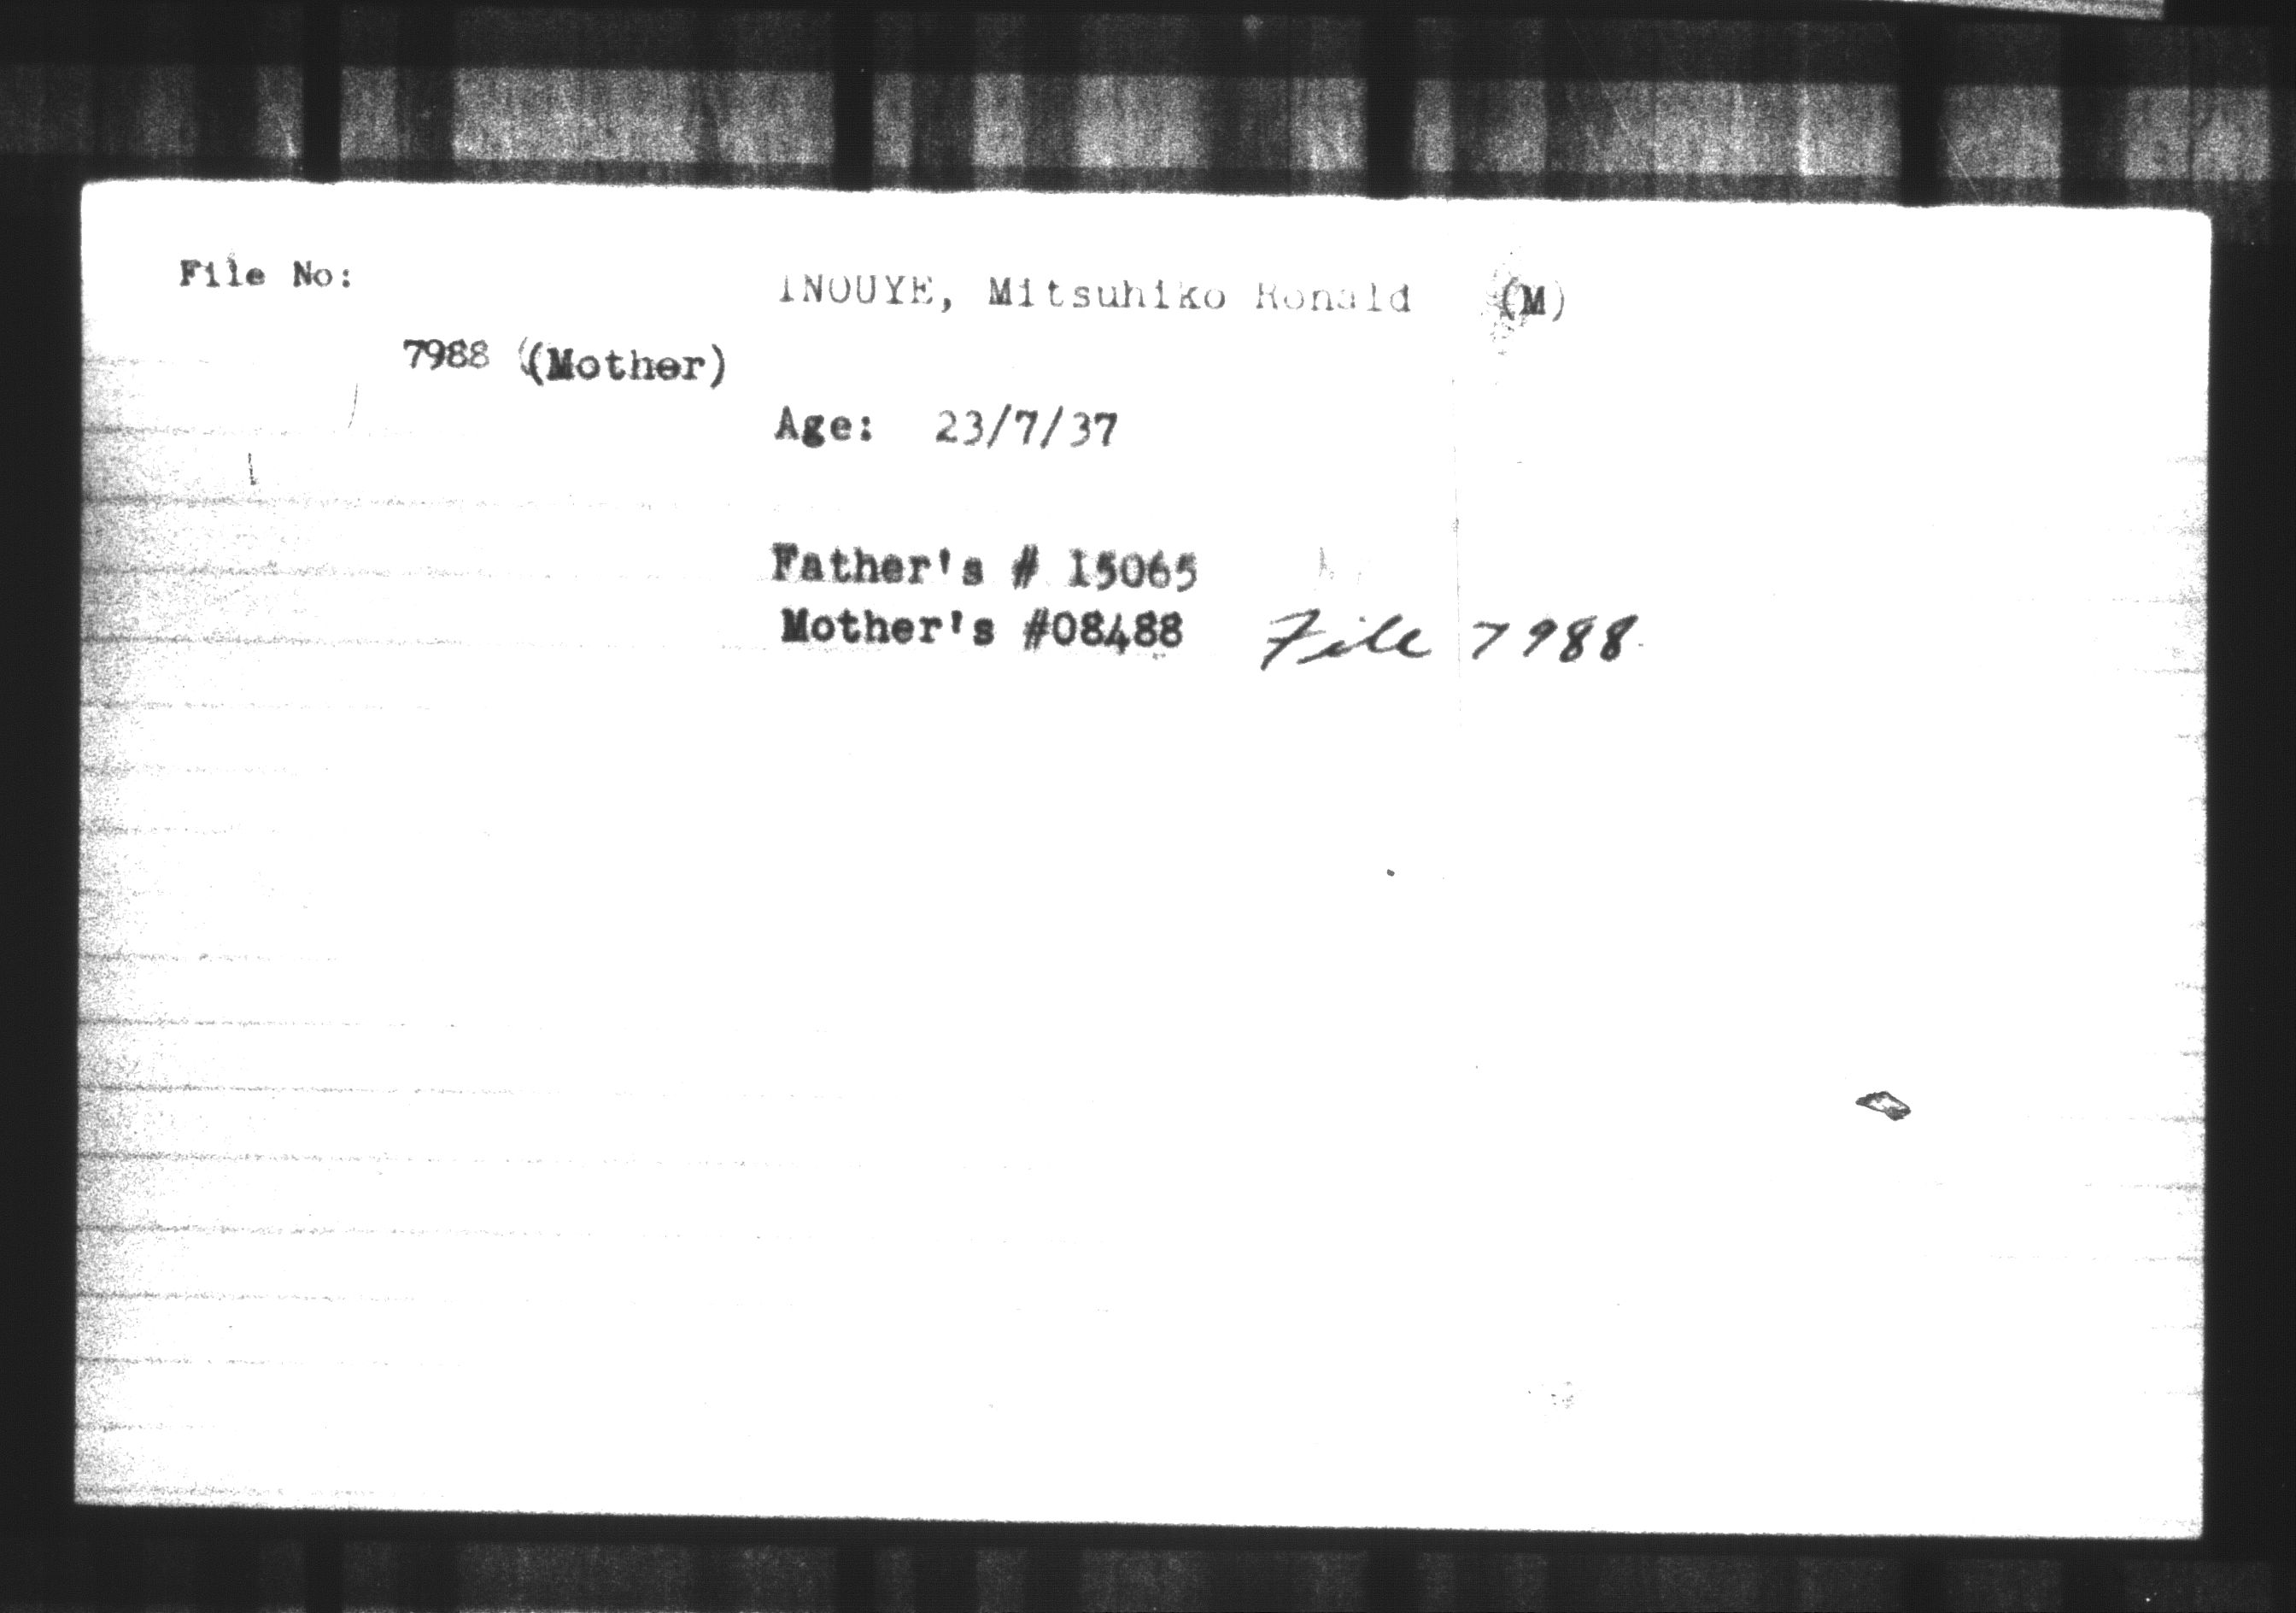 File No:
INOUYE, Mitsuhiko Ronald (M)
7988 (Mother)
Age: 23/7/37
Father's # 15065
Mother's #08488 File 7988